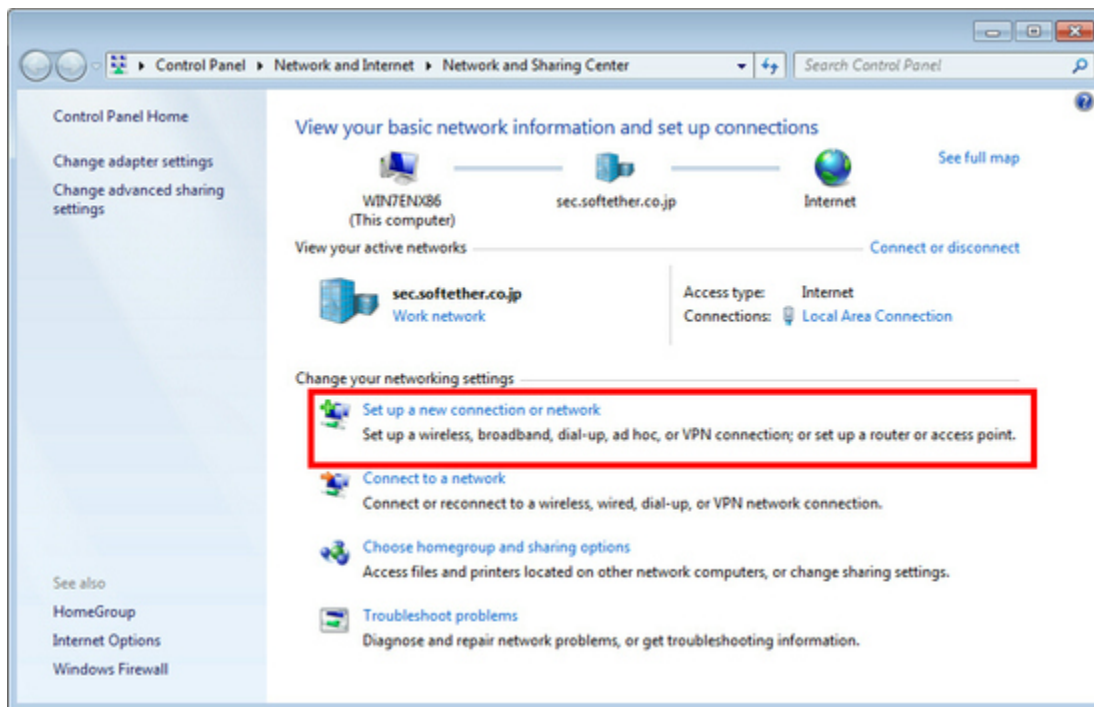 Control Panel ▸ Network and Internet ▸ Network and Sharing Center
Search Control Panel
Control Panel Home
Change adapter settings
Change advanced sharing
settings
See also
HomeGroup
Internet Options
Windows Firewall
View your basic network information and set up connections
See full map
WIN7ENX86
(This computer)
sec.softether.co.jp
Internet
View your active networks
Connect or disconnect
sec.softether.co.jp
Work network
Access type: Internet
Connections: Local Area Connection
Change your networking settings
Set up a new connection or network
Set up a wireless, broadband, dial-up, ad hoc, or VPN connection; or set up a router or access point.
Connect to a network
Connect or reconnect to a wireless, wired, dial-up, or VPN network connection.
Choose homegroup and sharing options
Access files and printers located on other network computers, or change sharing settings.
Troubleshoot problems
Diagnose and repair network problems, or get troubleshooting information.